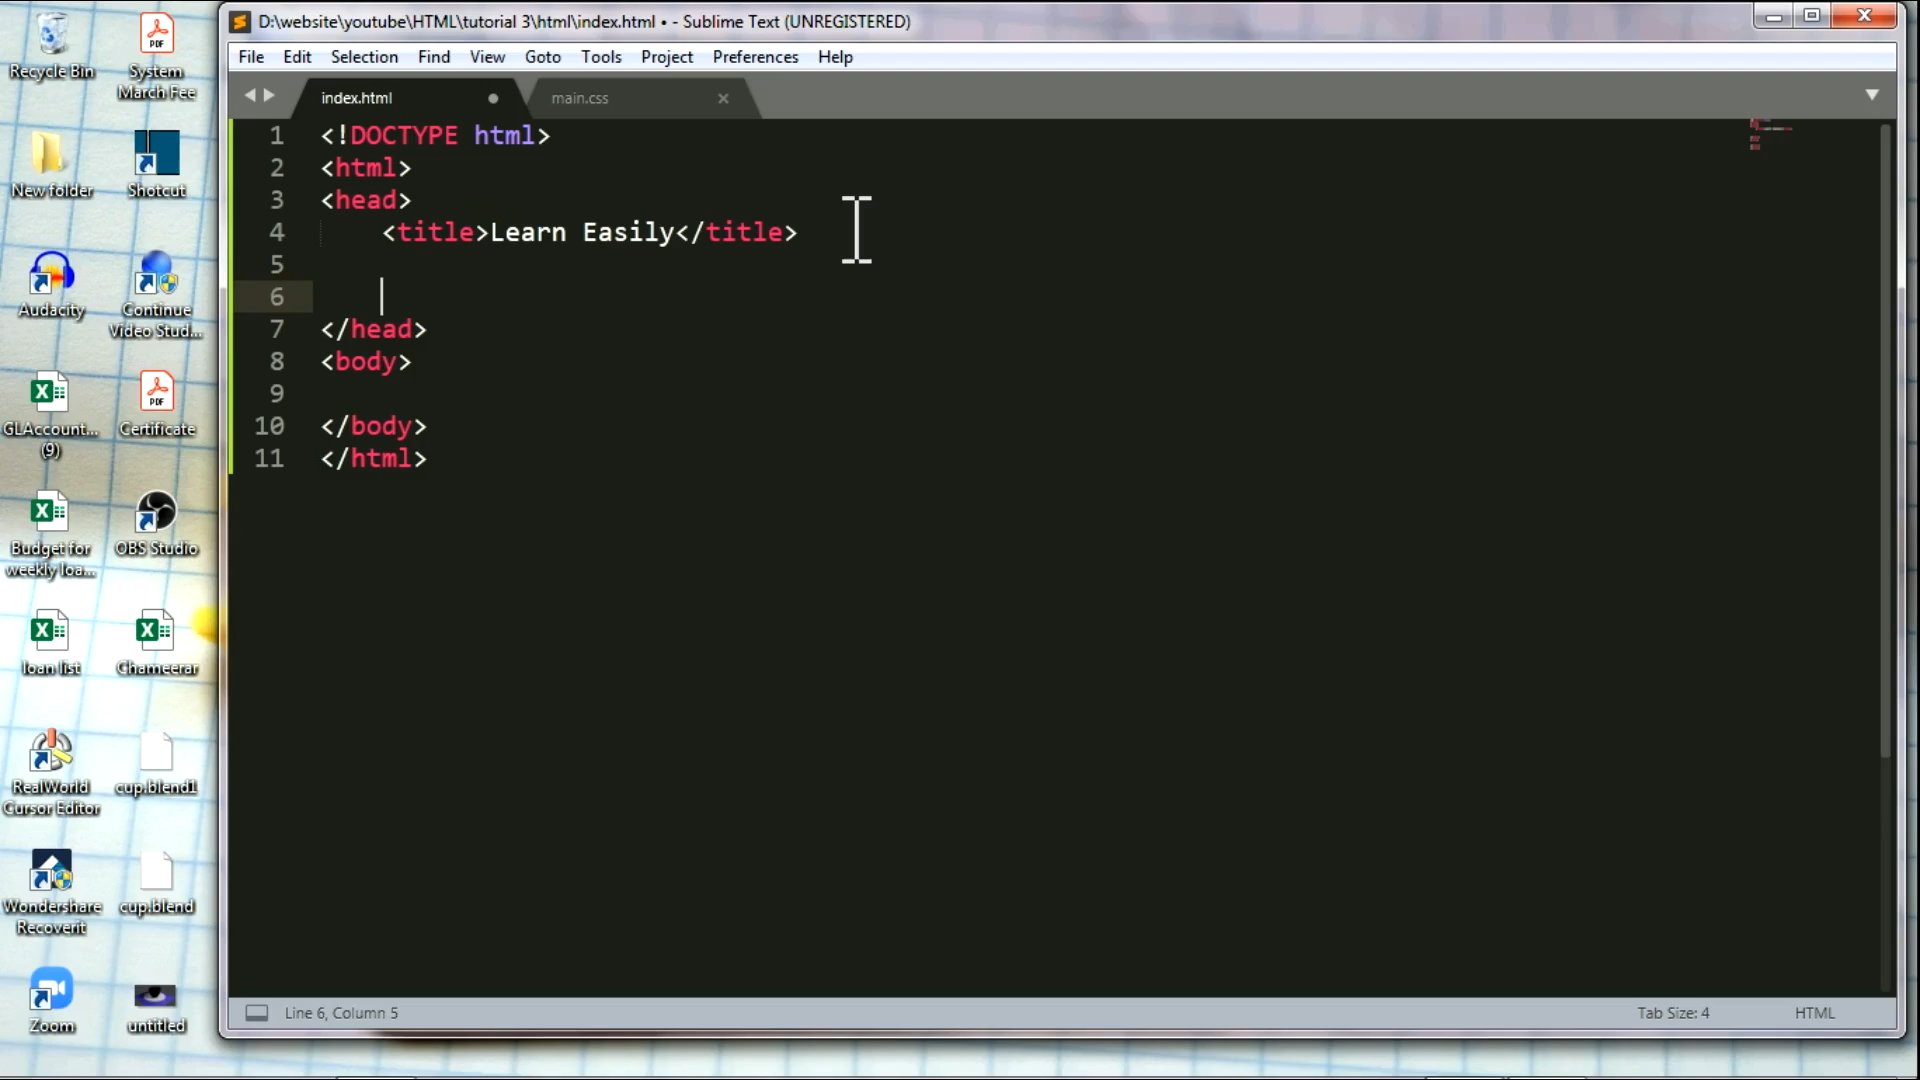 D:\website\youtube\HTML\tutorial 3\html\index.html • - Sublime Text (UNREGISTERED)
File Edit Selection Find View Goto Tools Project Preferences Help
index.html
main.css
1 <!DOCTYPE html>
2 <html>
3 <head>
4 <title>Learn Easily</title>
5
6
7 </head>
8 <body>
9
10 </body>
11 </html>
Line 6, Column 5
Tab Size: 4
HTML
Recycle Bin
System
March Fee
PDF
New folder
Shotcut
Audacity
Continue
Video Stud...
GLAccount...
(9)
Certificate
PDF
Budget for
weekly loa...
OBS Studio
loan list
Chameerar
RealWorld
Cursor Editor
cup.blend1
Wondershare
Recoverit
cup.blend
Zoom
untitled